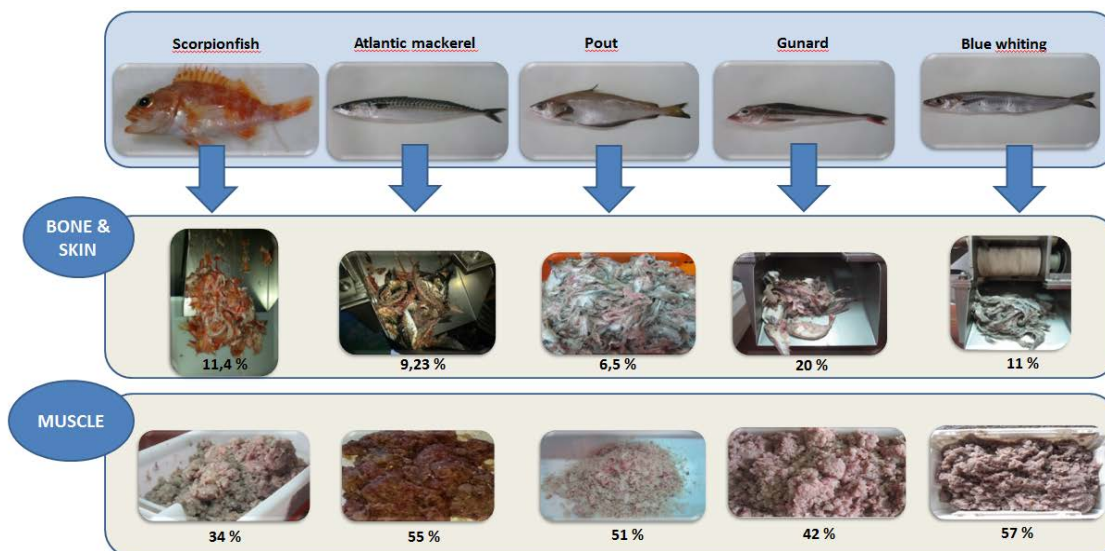 Scorpionfish
Atlantic mackerel
Pout
Gunard
Blue whiting
BONE &
SKIN
11,4 %
9,23 %
6,5 %
20 %
11 %
MUSCLE
34 %
55 %
51 %
42 %
57 %